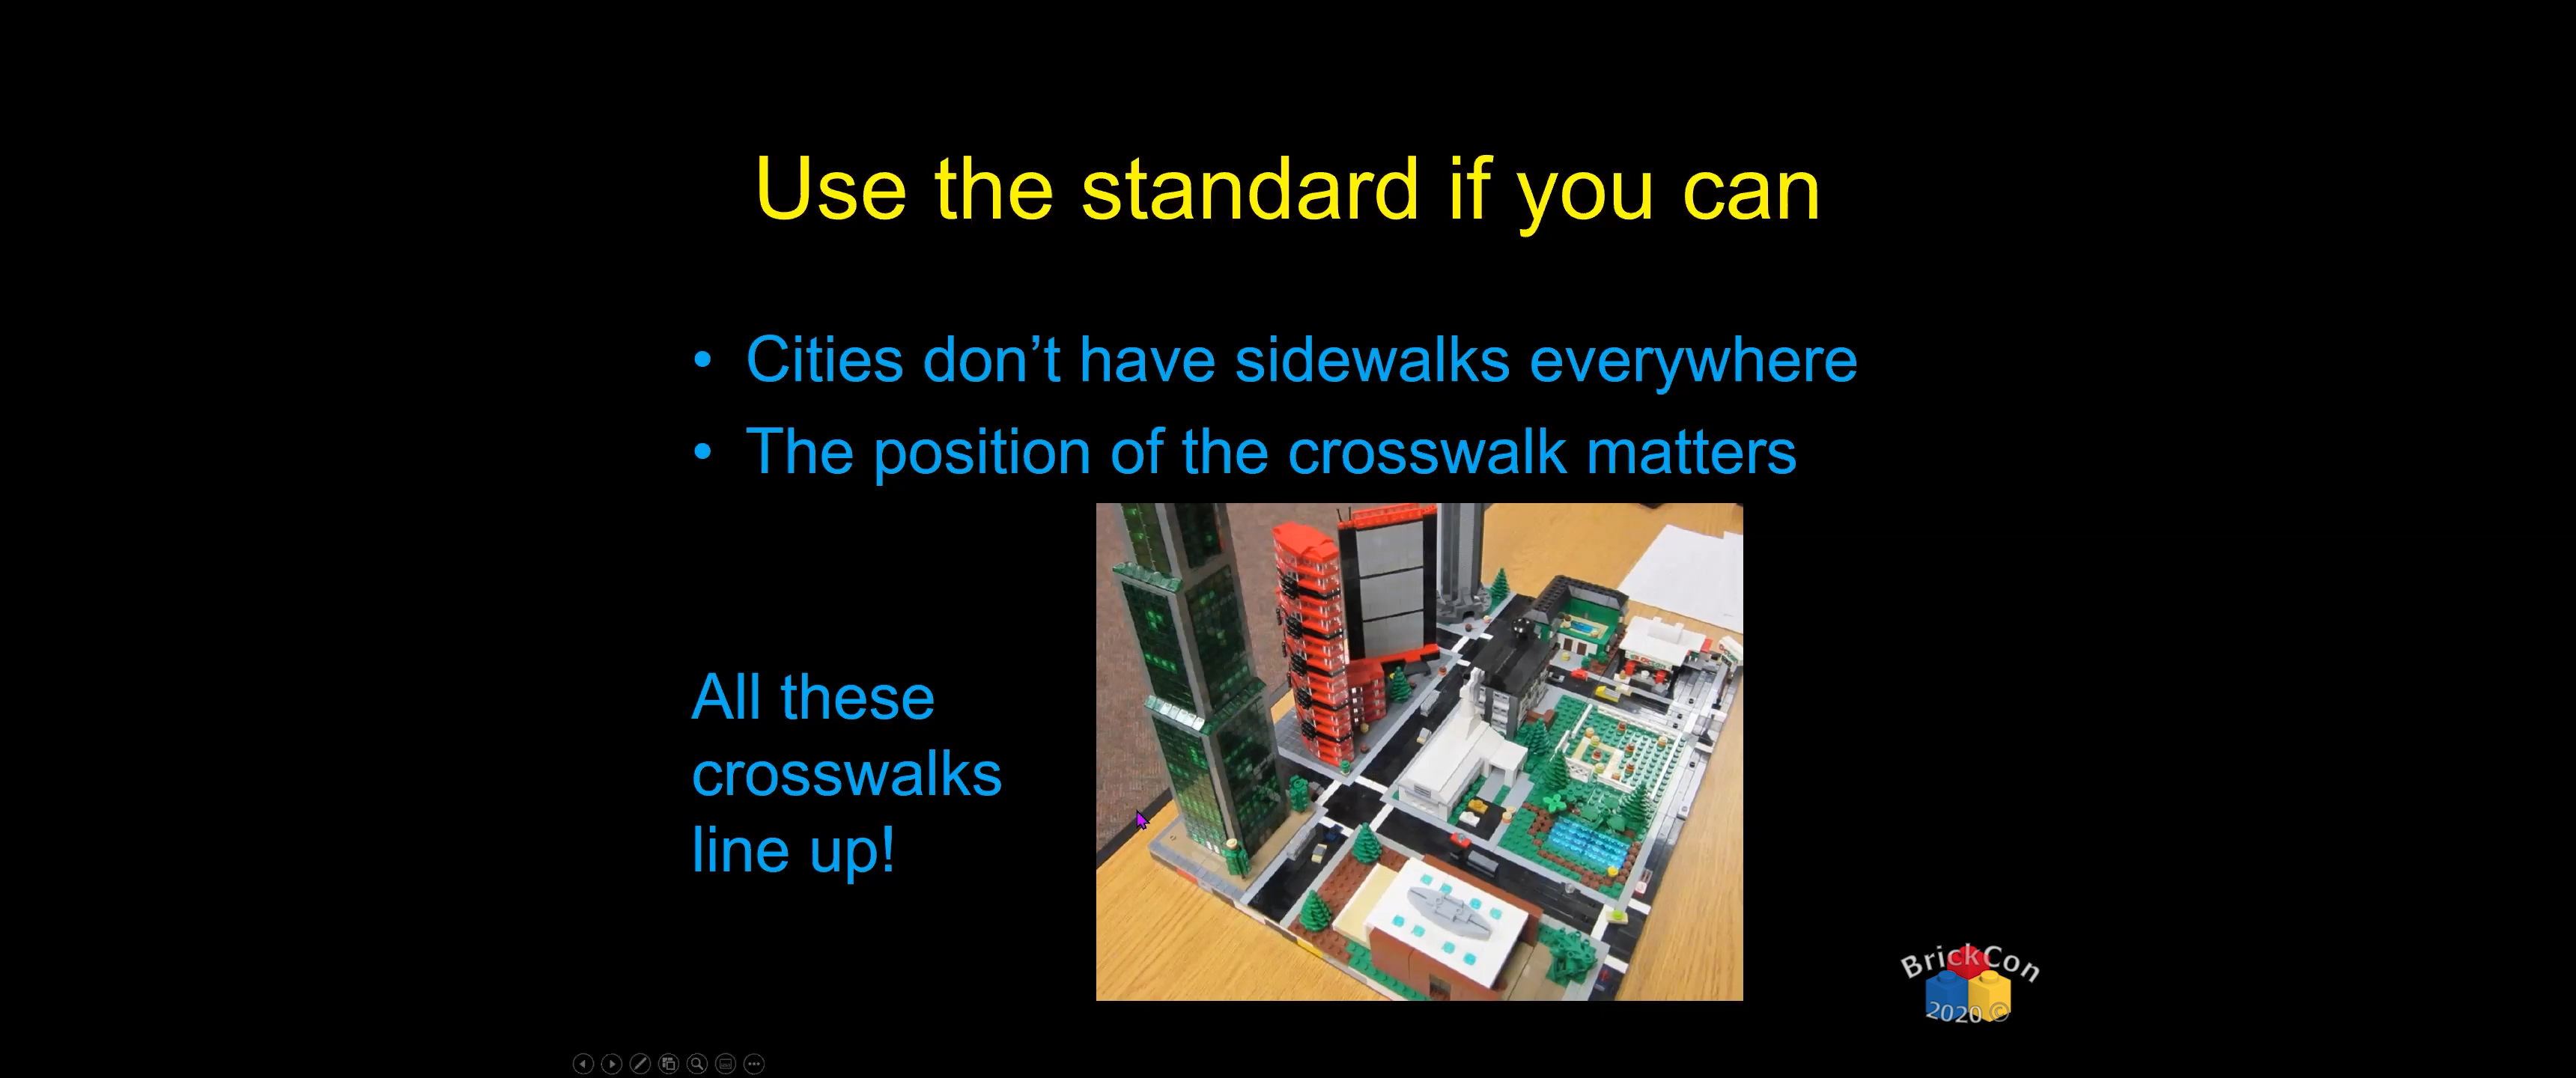 Use the standard if you can
• Cities don’t have sidewalks everywhere
• The position of the crosswalk matters
All these
crosswalks
line up!
BrickCon
2020 ©